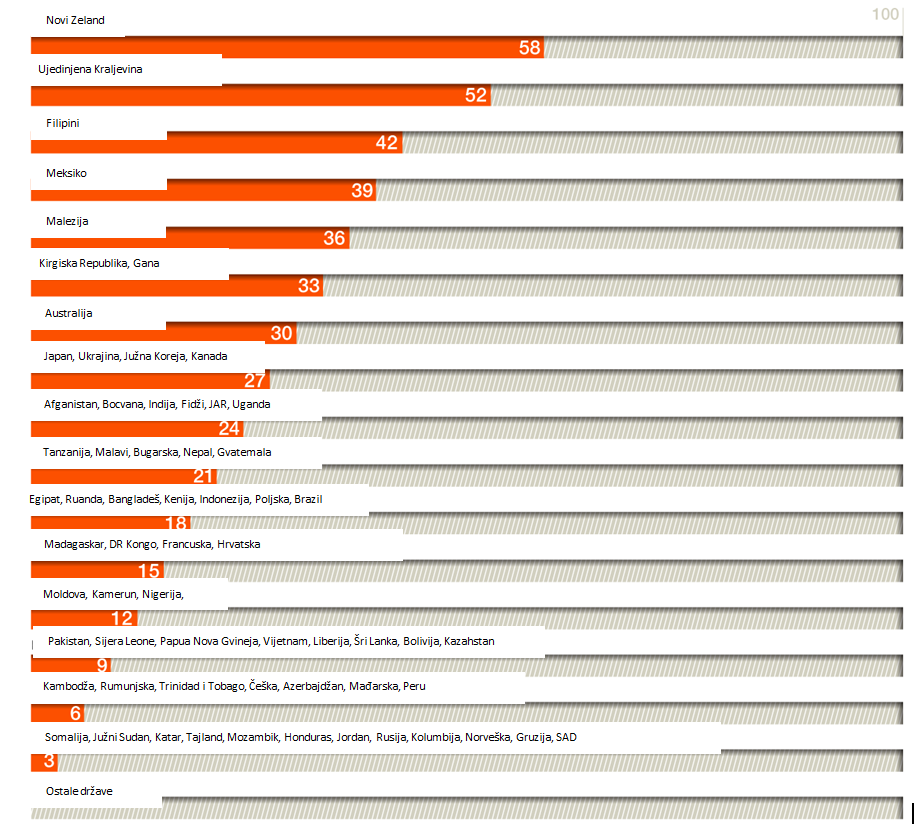 100
Novi Zeland
58
Ujedinjena Kraljevina
52
Filipini
42
Meksiko
39
Malezija
36
Kirgiska Republika, Gana
33
Australija
30
Japan, Ukrajina, Južna Koreja, Kanada
27
Afganistan, Bocvana, Indija, Fidži, JAR, Uganda
24
Tanzanija, Malavi, Bugarska, Nepal, Gvatemala
21
Egipat, Ruanda, Bangladeš, Kenija, Indonezija, Poljska, Brazil
18
Madagaskar, DR Kongo, Francuska, Hrvatska
15
Moldova, Kamerun, Nigerija,
12
Pakistan, Sijera Leone, Papua Nova Gvineja, Vijetnam, Liberija, Šri Lanka, Bolivija, Kazahstan
9
Kambodža, Rumunjska, Trinidad i Tobago, Češka, Azerbajdžan, Mađarska, Peru
6
Somalija, Južni Sudan, Katar, Tajland, Mozambik, Honduras, Jordan, Rusija, Kolumbija, Norveška, Gruzija, SAD
3
Ostale države